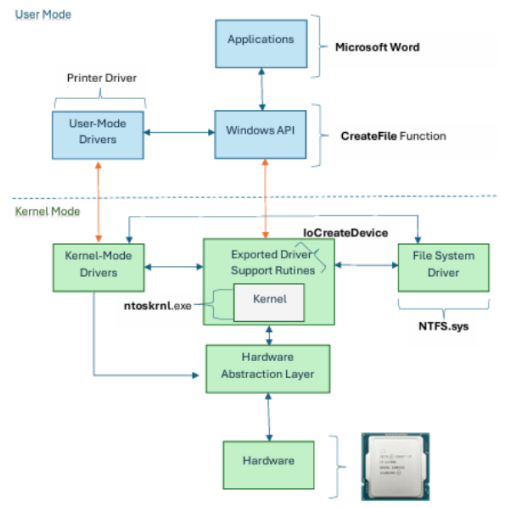 User Mode
Applications
Microsoft Word
Printer Driver
User-Mode
Drivers
Windows API
CreateFile Function
Kernel Mode
IoCreateDevice
Kernel-Mode
Drivers
Exported Driver
Support Rutines
File System
Driver
Kernel
ntoskrnl.exe
NTFS.sys
Hardware
Abstraction Layer
Hardware